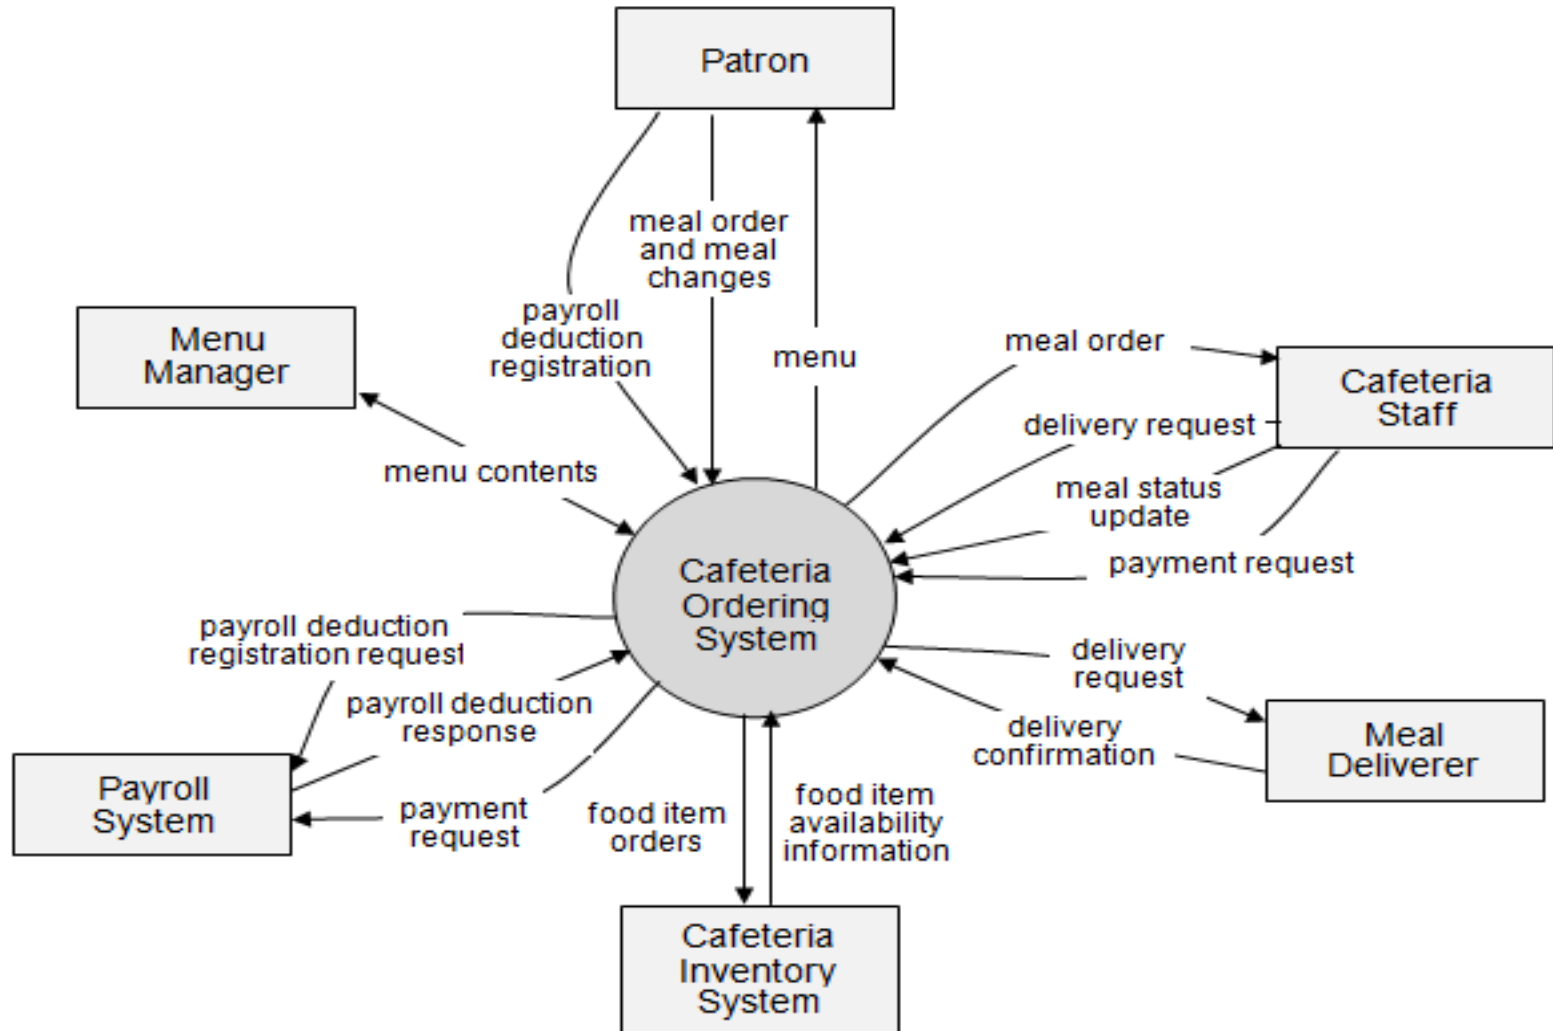 Patron
meal order
and meal
changes
payroll
deduction
registration
menu
Menu
Manager
menu contents
meal order
Cafeteria
Staff
delivery request
meal status
update
payment request
Cafeteria
Ordering
System
payroll deduction
registration request
payroll deduction
response
Payroll
System
payment
request
food item
orders
food item
availability
information
delivery
request
delivery
confirmation
Meal
Deliverer
Cafeteria
Inventory
System